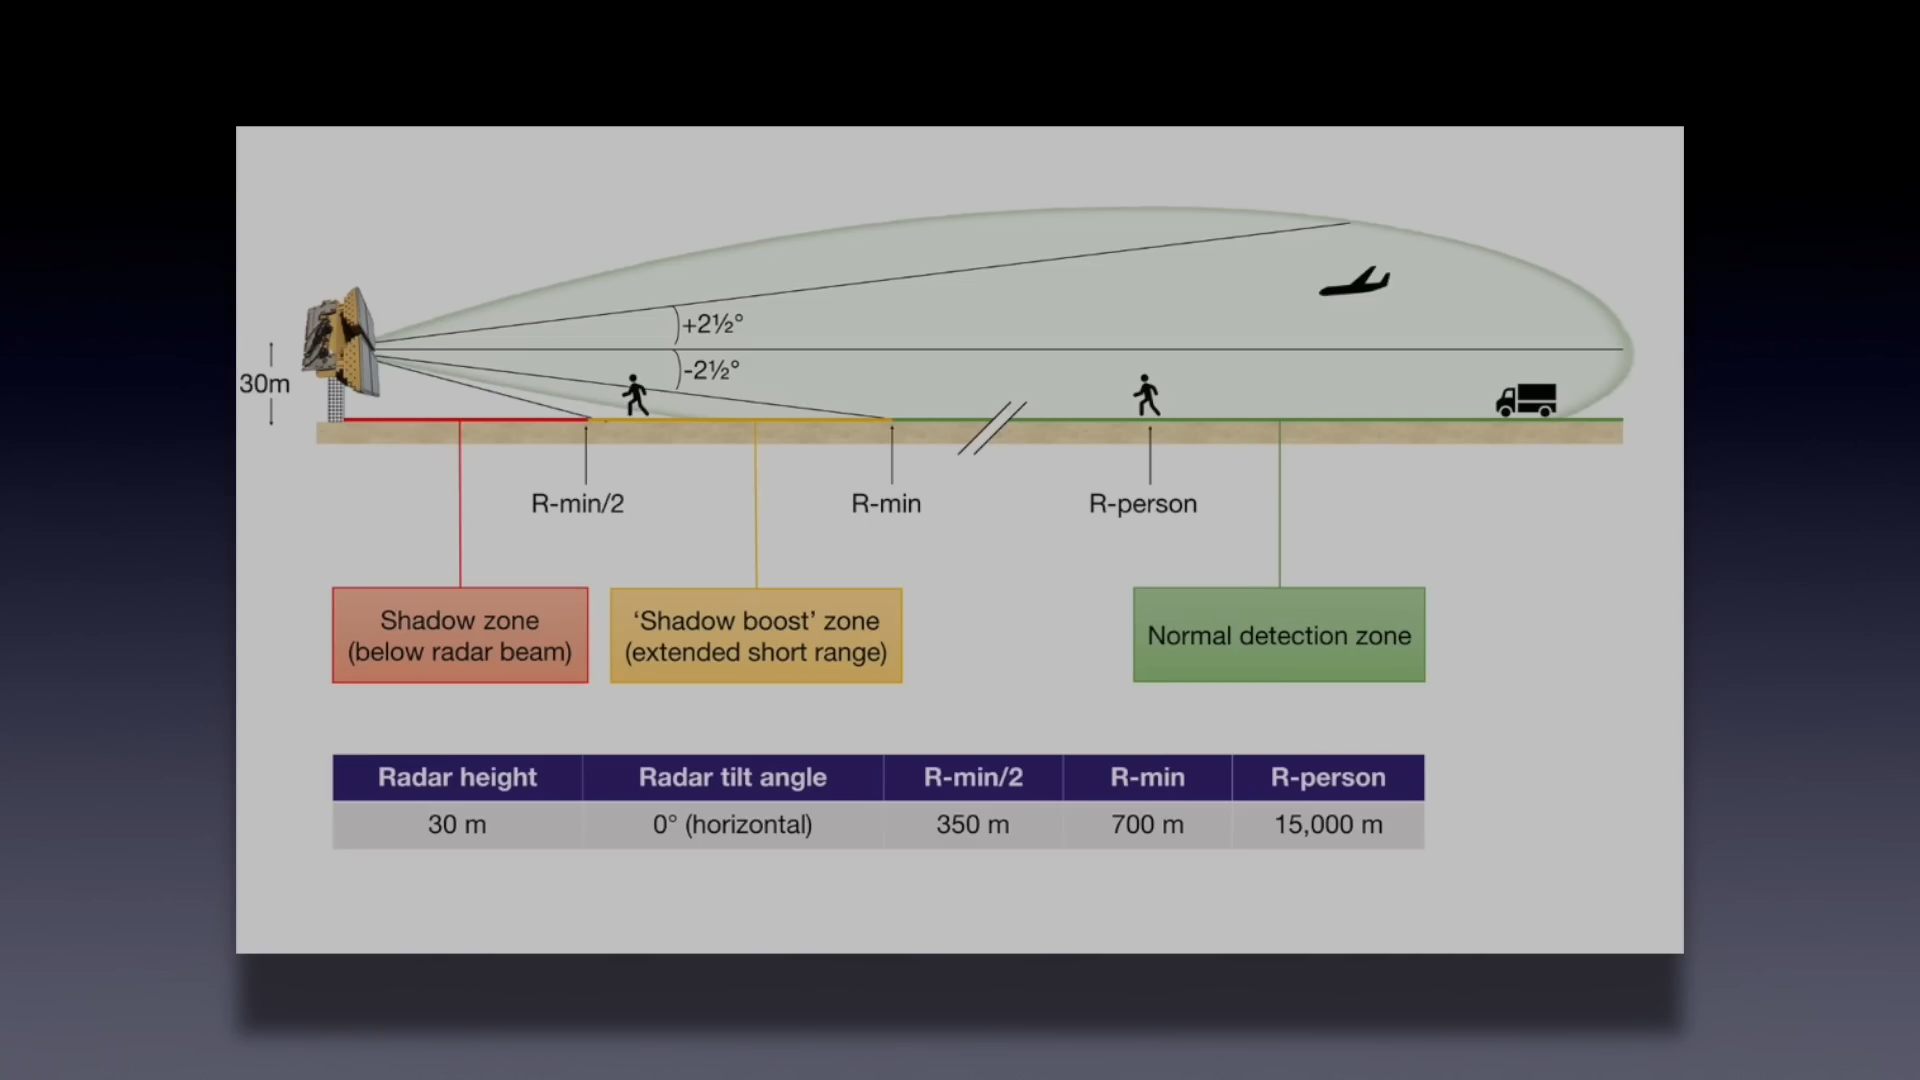 +2½°
-2½°
30m
R-min/2
R-min
R-person
Shadow zone
(below radar beam)
‘Shadow boost’ zone
(extended short range)
Normal detection zone
Radar height
Radar tilt angle
R-min/2
R-min
R-person
30 m
0° (horizontal)
350 m
700 m
15,000 m